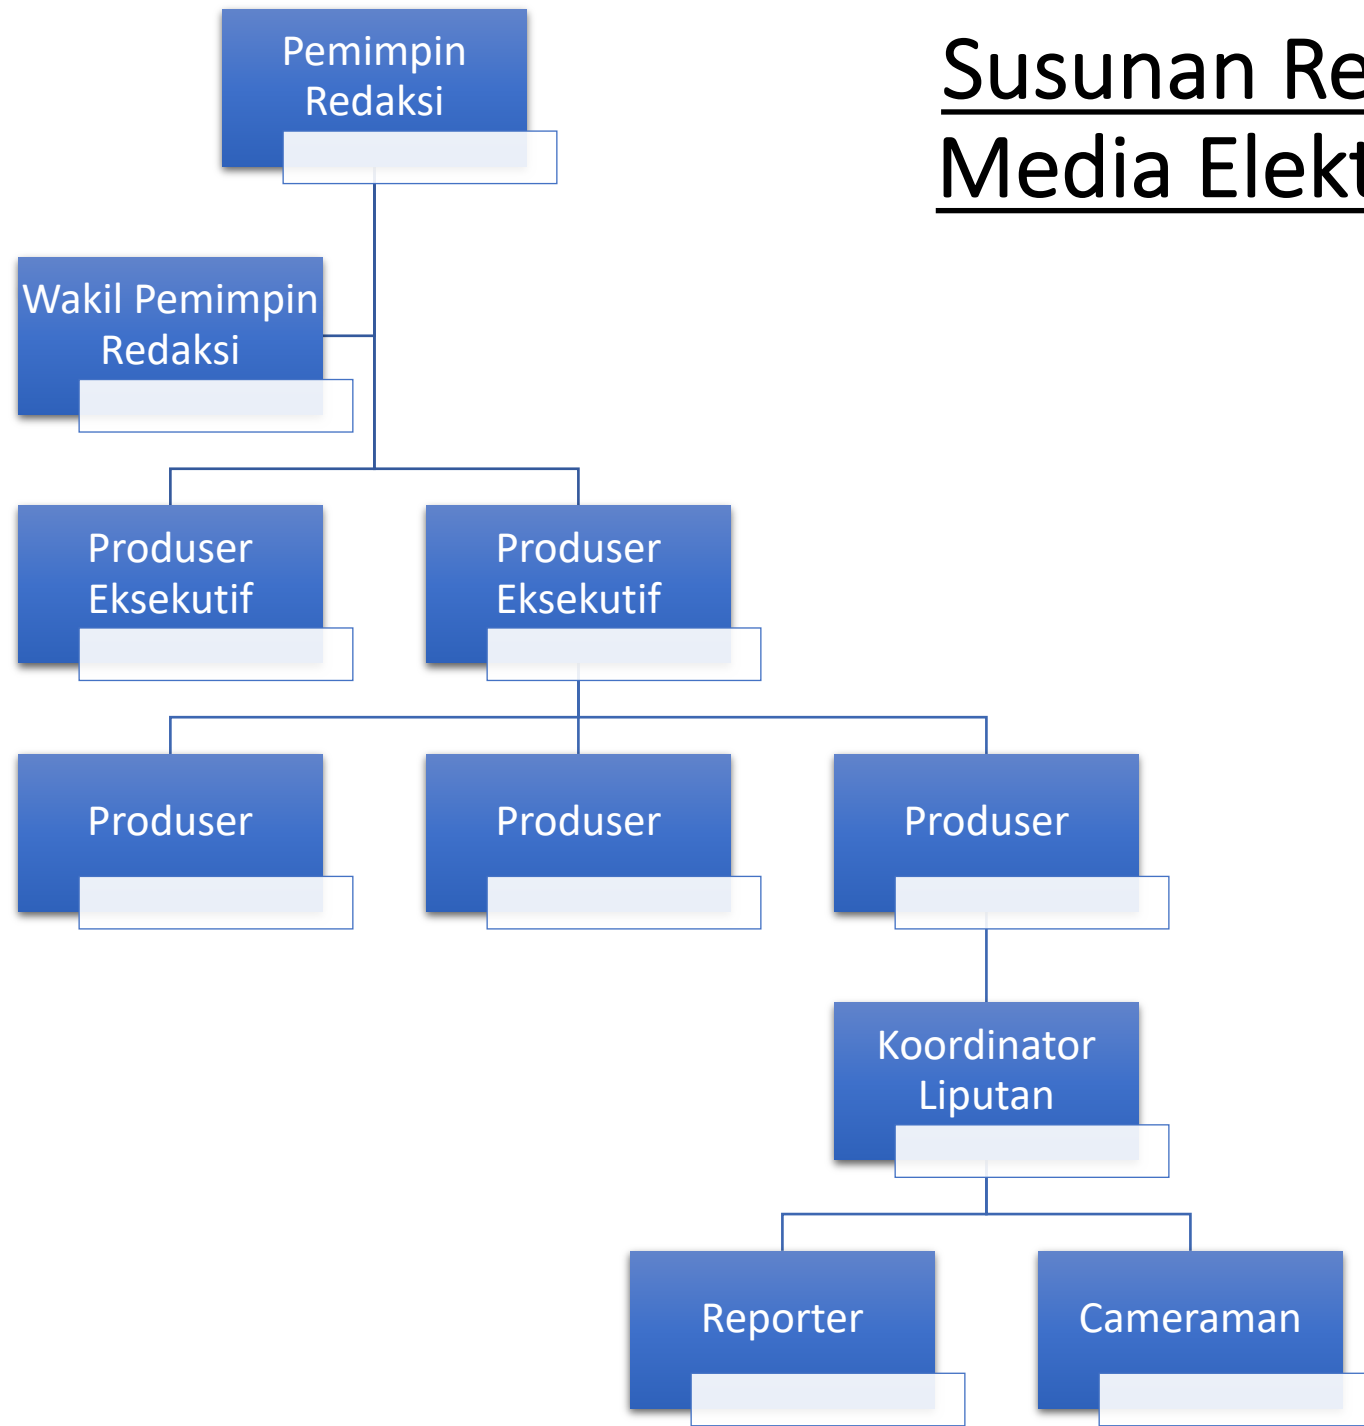 Pemimpin
Redaksi
Susunan Re
Media Elekt
Wakil Pemimpin
Redaksi
Produser
Eksekutif
Produser
Eksekutif
Produser
Produser
Produser
Koordinator
Liputan
Reporter
Cameraman